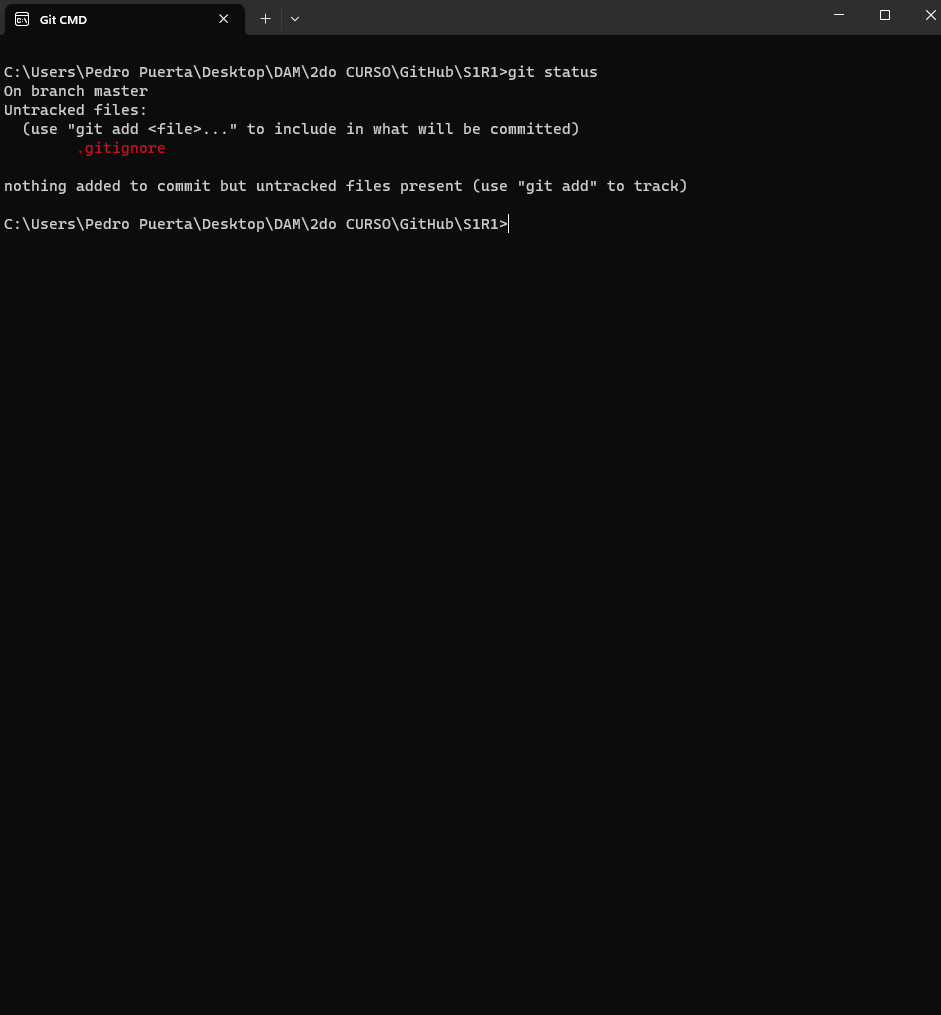 Git CMD
C:\Users\Pedro Puerta\Desktop\DAM\2do CURSO\GitHub\S1R1>git status
On branch master
Untracked files:
  (use "git add <file>..." to include in what will be committed)
        .gitignore

nothing added to commit but untracked files present (use "git add" to track)

C:\Users\Pedro Puerta\Desktop\DAM\2do CURSO\GitHub\S1R1>